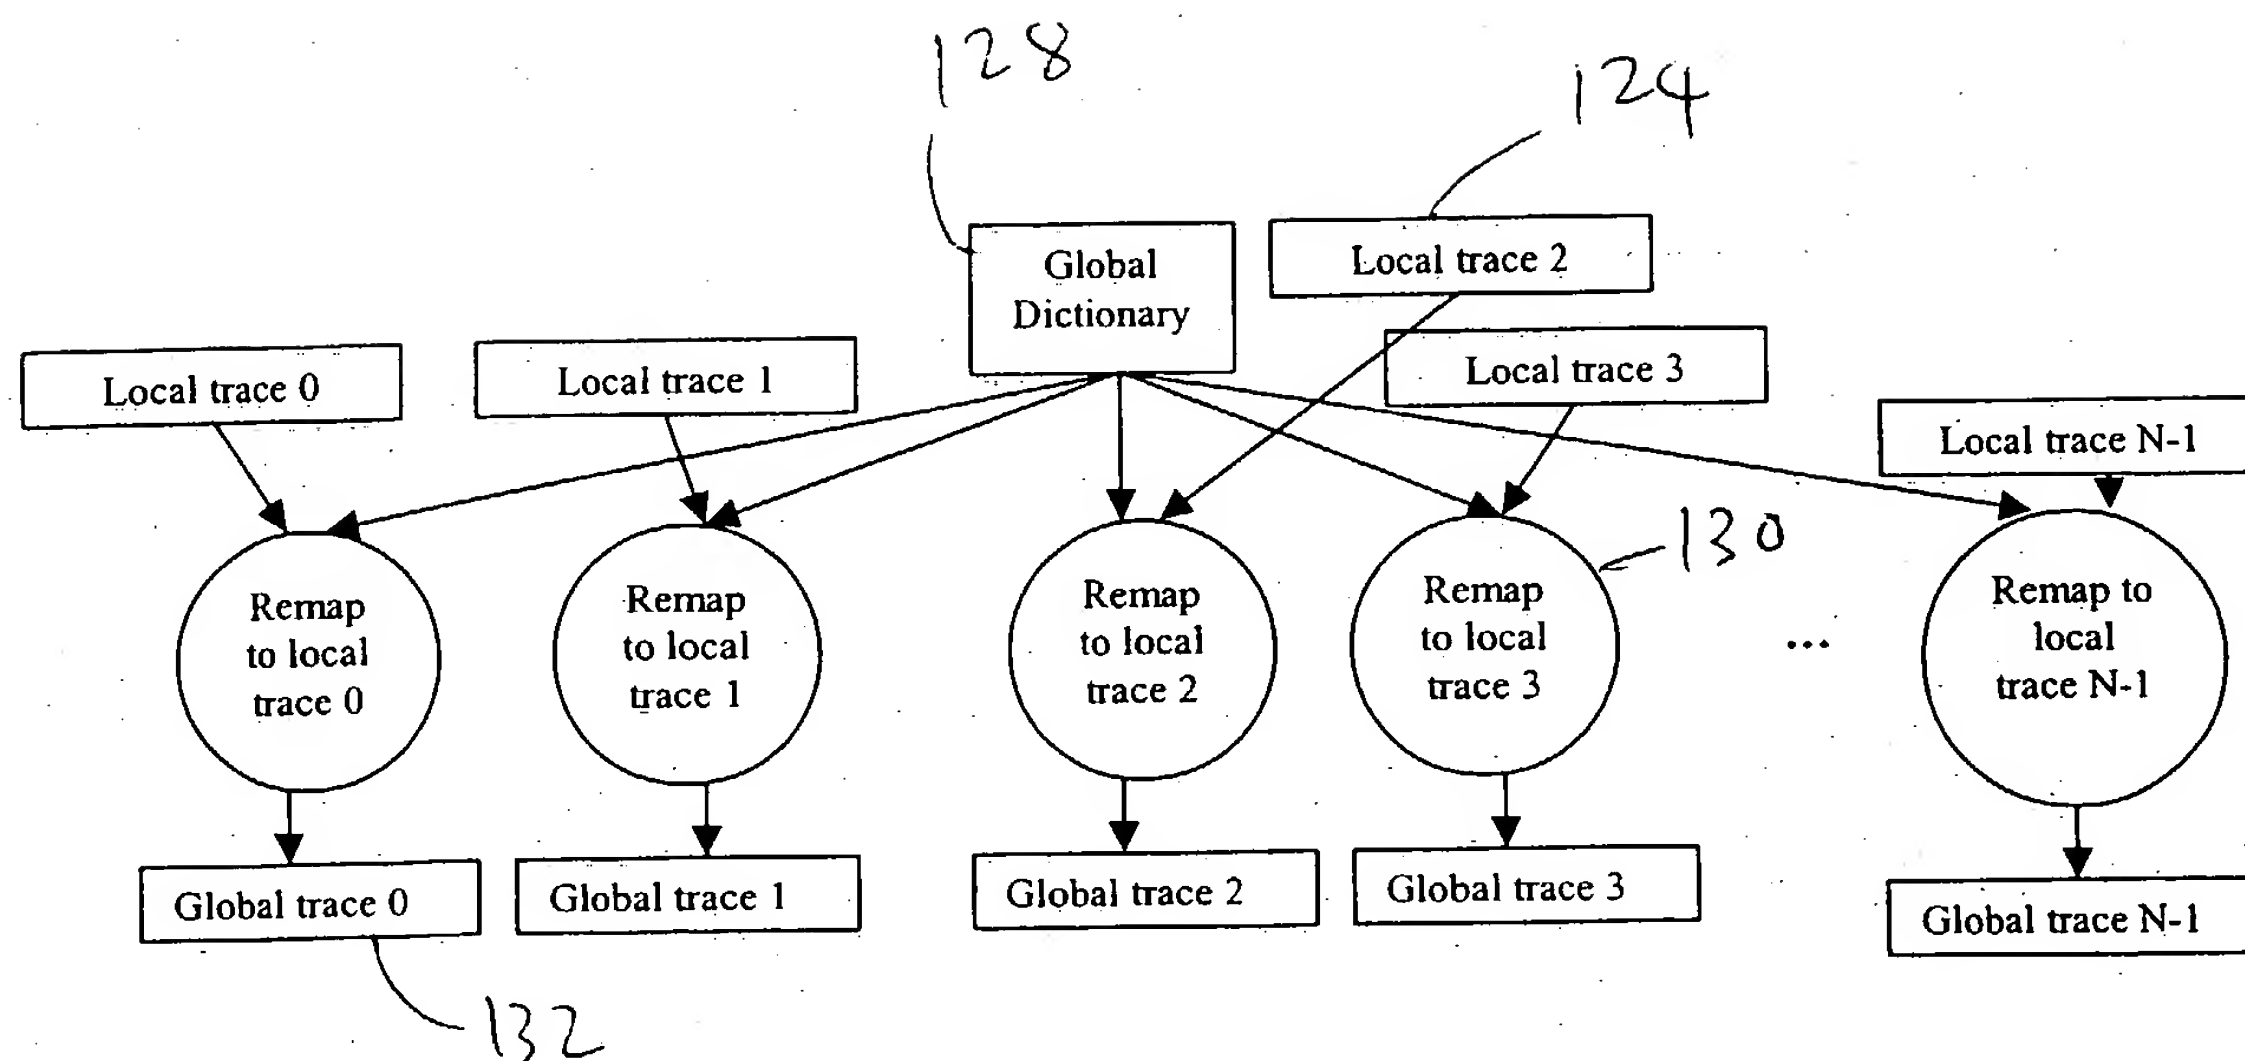 128
124
Global
Dictionary
Local trace 2
Local trace 0
Local trace 1
Local trace 3
Local trace N-1
130
Remap
to local
trace 0
Remap
to local
trace 1
Remap
to local
trace 2
Remap
to local
trace 3
...
Remap to
local
trace N-1
Global trace 0
Global trace 1
Global trace 2
Global trace 3
Global trace N-1
132